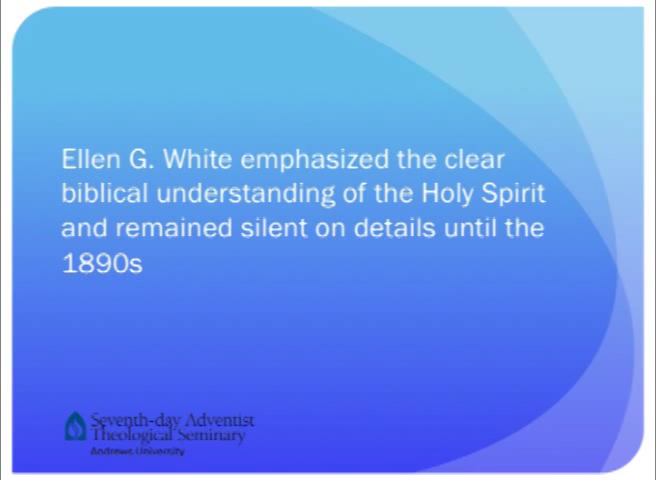 Ellen G. White emphasized the clear
biblical understanding of the Holy Spirit
and remained silent on details until the
1890s
Seventh-day Adventist
Theological Seminary
Andrews University